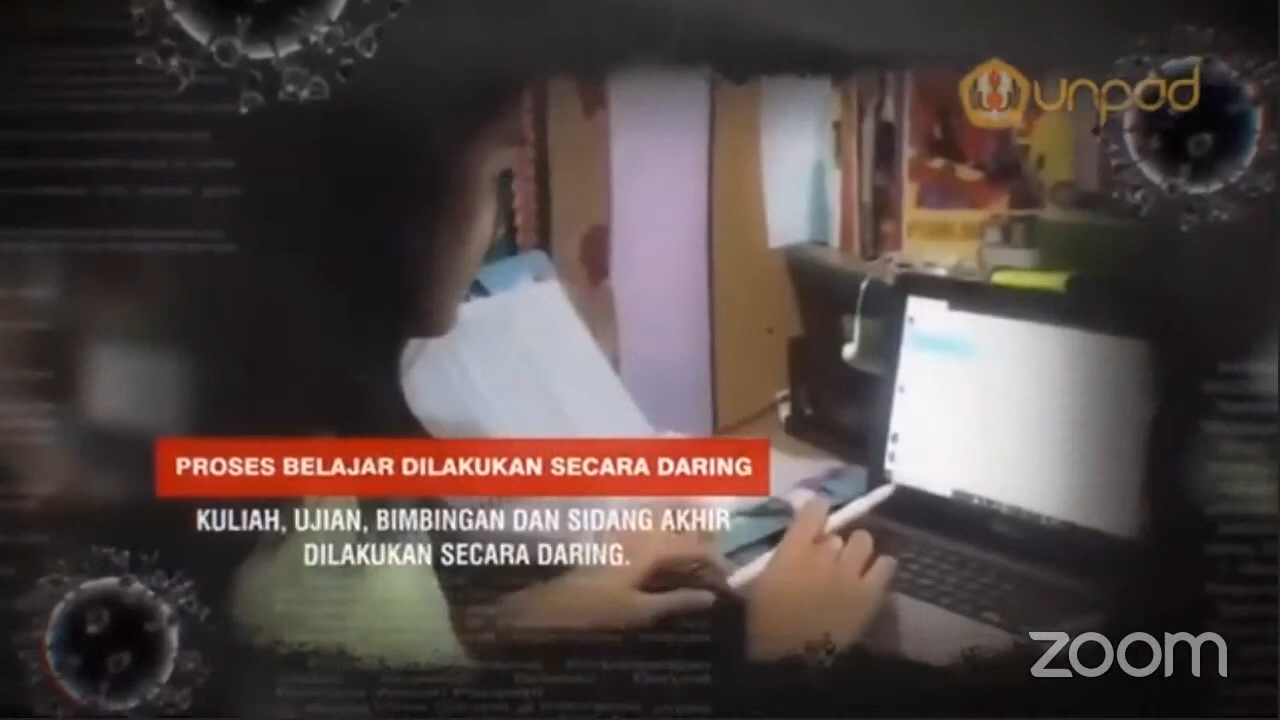 unpad
PROSES BELAJAR DILAKUKAN SECARA DARING
KULIAH, UJIAN, BIMBINGAN DAN SIDANG AKHIR
DILAKUKAN SECARA DARING.
zoom